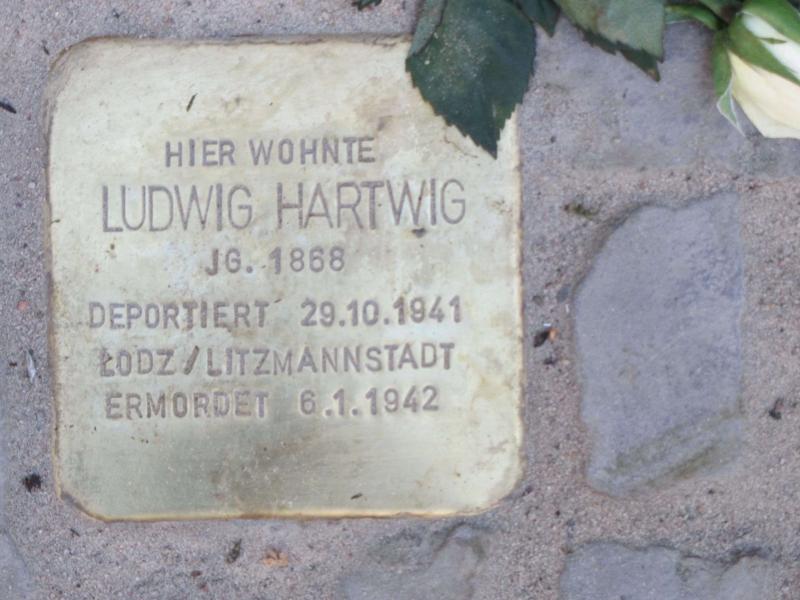 HIER WOHNTE
LUDWIG HARTWIG
JG. 1868
DEPORTIERT 29.10.1941
ŁODZ / LITZMANNSTADT
ERMORDET 6.1.1942